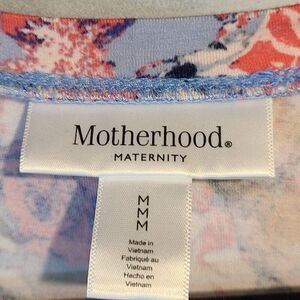 Motherhood®
MATERNITY
M
M
M
Made in
Vietnam
Fabriqué au
Vietnam
Hecho en
Vietnam